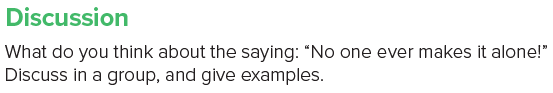 Discussion
What do you think about the saying: “No one ever makes it alone!”
Discuss in a group, and give examples.